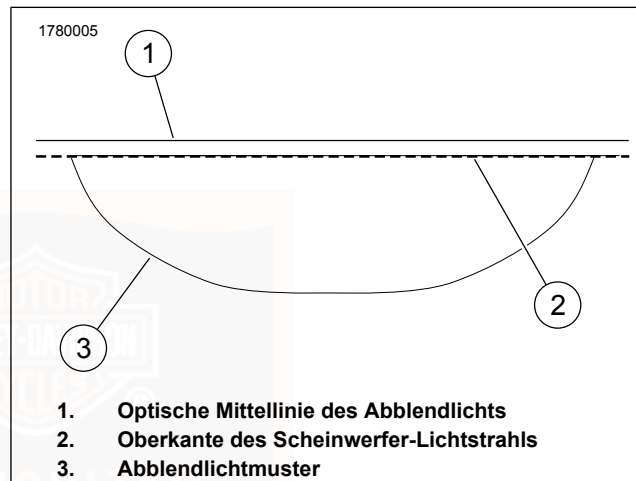 1780005
1
2
3
1. Optische Mittellinie des Abblendlichts
2. Oberkante des Scheinwerfer-Lichtstrahls
3. Abblendlichtmuster